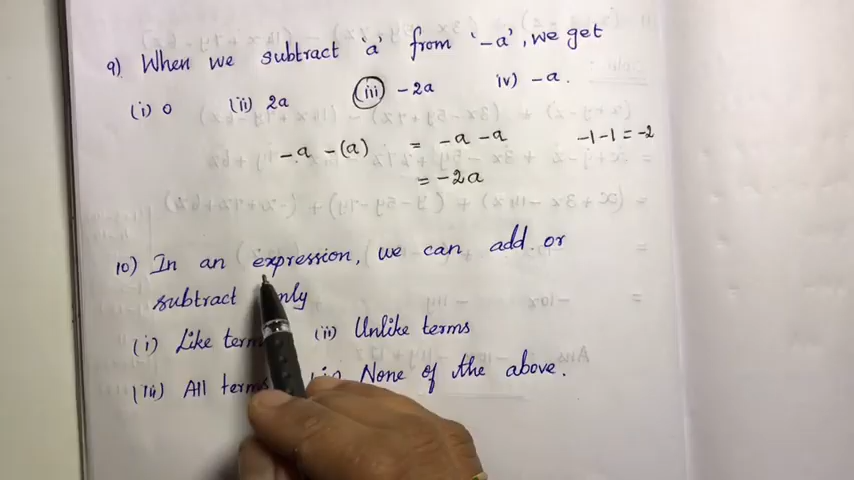 9) When we subtract 'a' from '-a', we get
(i) 0 (ii) 2a (iii) -2a iv) -a.
-a -(a) = -a -a -1-1 = -2
= -2a
10) In an expression, we can add or
subtract only
(i) Like terms (ii) Unlike terms
(iii) All terms None of the above.